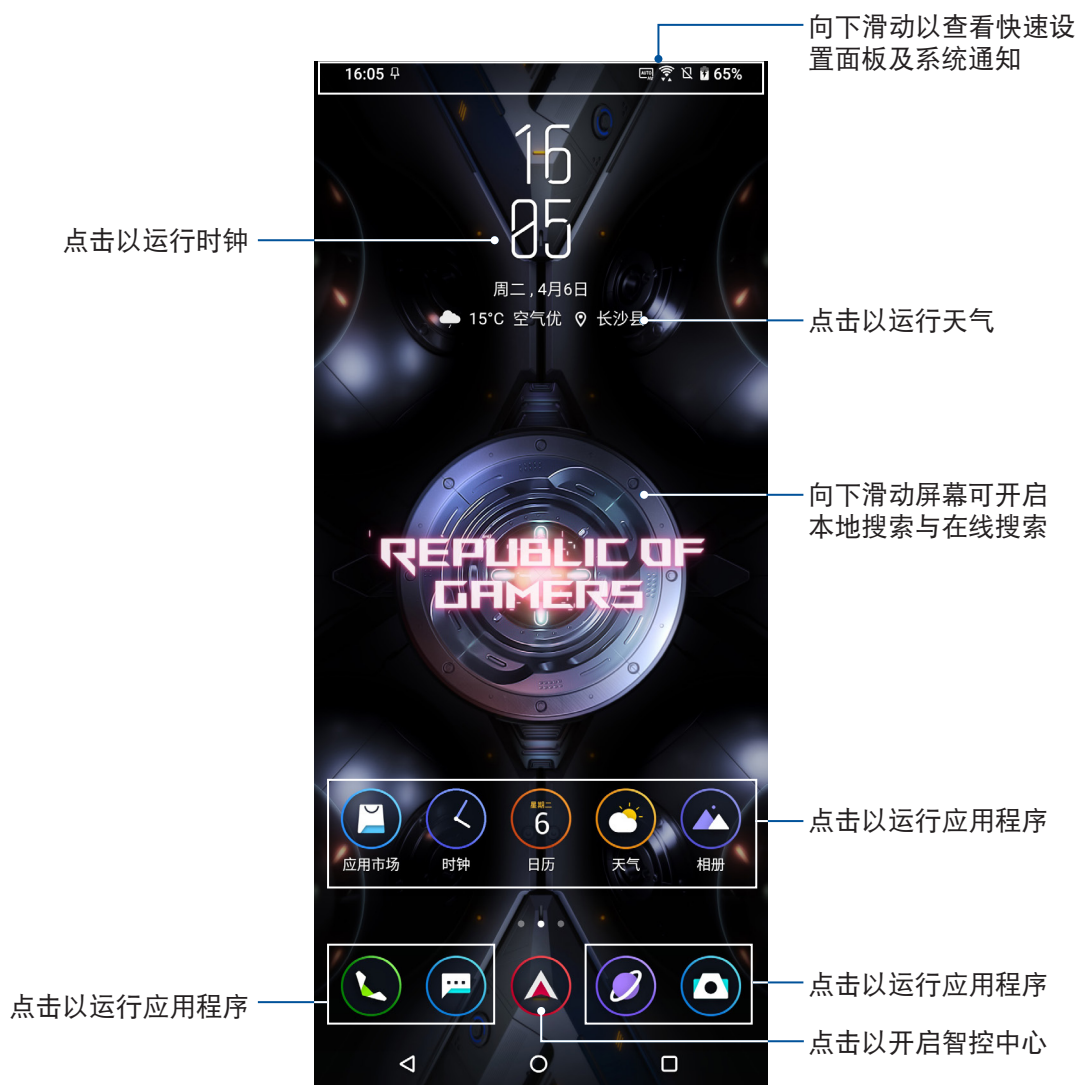 向下滑动以查看快速设
置面板及系统通知
16:05
65%
16
05
点击以运行时钟
周二 , 4月6日
15°C 空气优 长沙县
点击以运行天气
向下滑动屏幕可开启
本地搜索与在线搜索
REPUBLIC OF
GAMERS
星期二
6
应用市场 时钟 日历 天气 相册
点击以运行应用程序
点击以运行应用程序
点击以运行应用程序
点击以开启智控中心